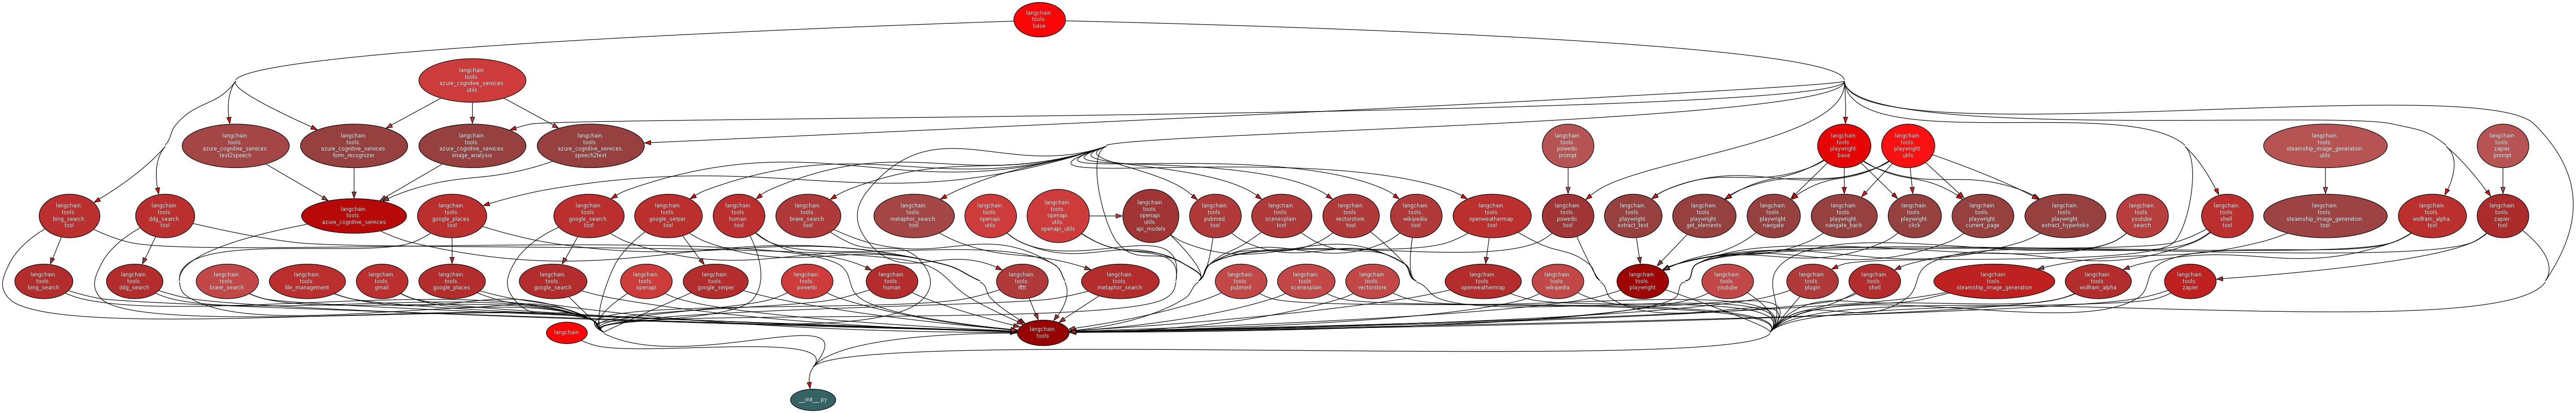 langchain.
tools.
base
langchain.
tools.
azure_cognitive_services.
utils
langchain.
tools.
azure_cognitive_services.
text2speech
langchain.
tools.
azure_cognitive_services.
form_recognizer
langchain.
tools.
azure_cognitive_services.
image_analysis
langchain.
tools.
azure_cognitive_services.
speech2text
langchain.
tools.
powerbi.
prompt
langchain.
tools.
playwright.
base
langchain.
tools.
playwright.
utils
langchain.
tools.
steamship_image_generation.
utils
langchain.
tools.
zapier.
prompt
langchain.
tools.
bing_search.
tool
langchain.
tools.
ddg_search.
tool
langchain.
tools.
azure_cognitive_services
langchain.
tools.
google_places.
tool
langchain.
tools.
google_search.
tool
langchain.
tools.
google_serper.
tool
langchain.
tools.
human.
tool
langchain.
tools.
brave_search.
tool
langchain.
tools.
metaphor_search.
tool
langchain.
tools.
openapi.
utils
langchain.
tools.
openapi.
utils.
openapi_utils
langchain.
tools.
openapi.
utils.
api_models
langchain.
tools.
pubmed.
tool
langchain.
tools.
scenexplain.
tool
langchain.
tools.
vectorstore.
tool
langchain.
tools.
wikipedia.
tool
langchain.
tools.
openweathermap.
tool
langchain.
tools.
powerbi.
tool
langchain.
tools.
playwright.
extract_text
langchain.
tools.
playwright.
get_elements
langchain.
tools.
playwright.
navigate
langchain.
tools.
playwright.
navigate_back
langchain.
tools.
playwright.
click
langchain.
tools.
playwright.
current_page
langchain.
tools.
playwright.
extract_hyperlinks
langchain.
tools.
youtube.
search
langchain.
tools.
shell.
tool
langchain.
tools.
steamship_image_generation.
tool
langchain.
tools.
wolfram_alpha.
tool
langchain.
tools.
zapier.
tool
langchain.
tools.
bing_search
langchain.
tools.
ddg_search
langchain.
tools.
brave_search
langchain.
tools.
file_management
langchain.
tools.
gmail
langchain.
tools.
google_places
langchain.
tools.
google_search
langchain.
tools.
openapi
langchain.
tools.
google_serper
langchain.
tools.
powerbi
langchain.
tools.
human
langchain.
tools.
ifttt
langchain.
tools.
metaphor_search
langchain.
tools.
pubmed
langchain.
tools.
scenexplain
langchain.
tools.
vectorstore
langchain.
tools.
openweathermap
langchain.
tools.
wikipedia
langchain.
tools.
playwright
langchain.
tools.
youtube
langchain.
tools.
plugin
langchain.
tools.
shell
langchain.
tools.
steamship_image_generation
langchain.
tools.
wolfram_alpha
langchain.
tools.
zapier
langchain
langchain.
tools
__init__.py